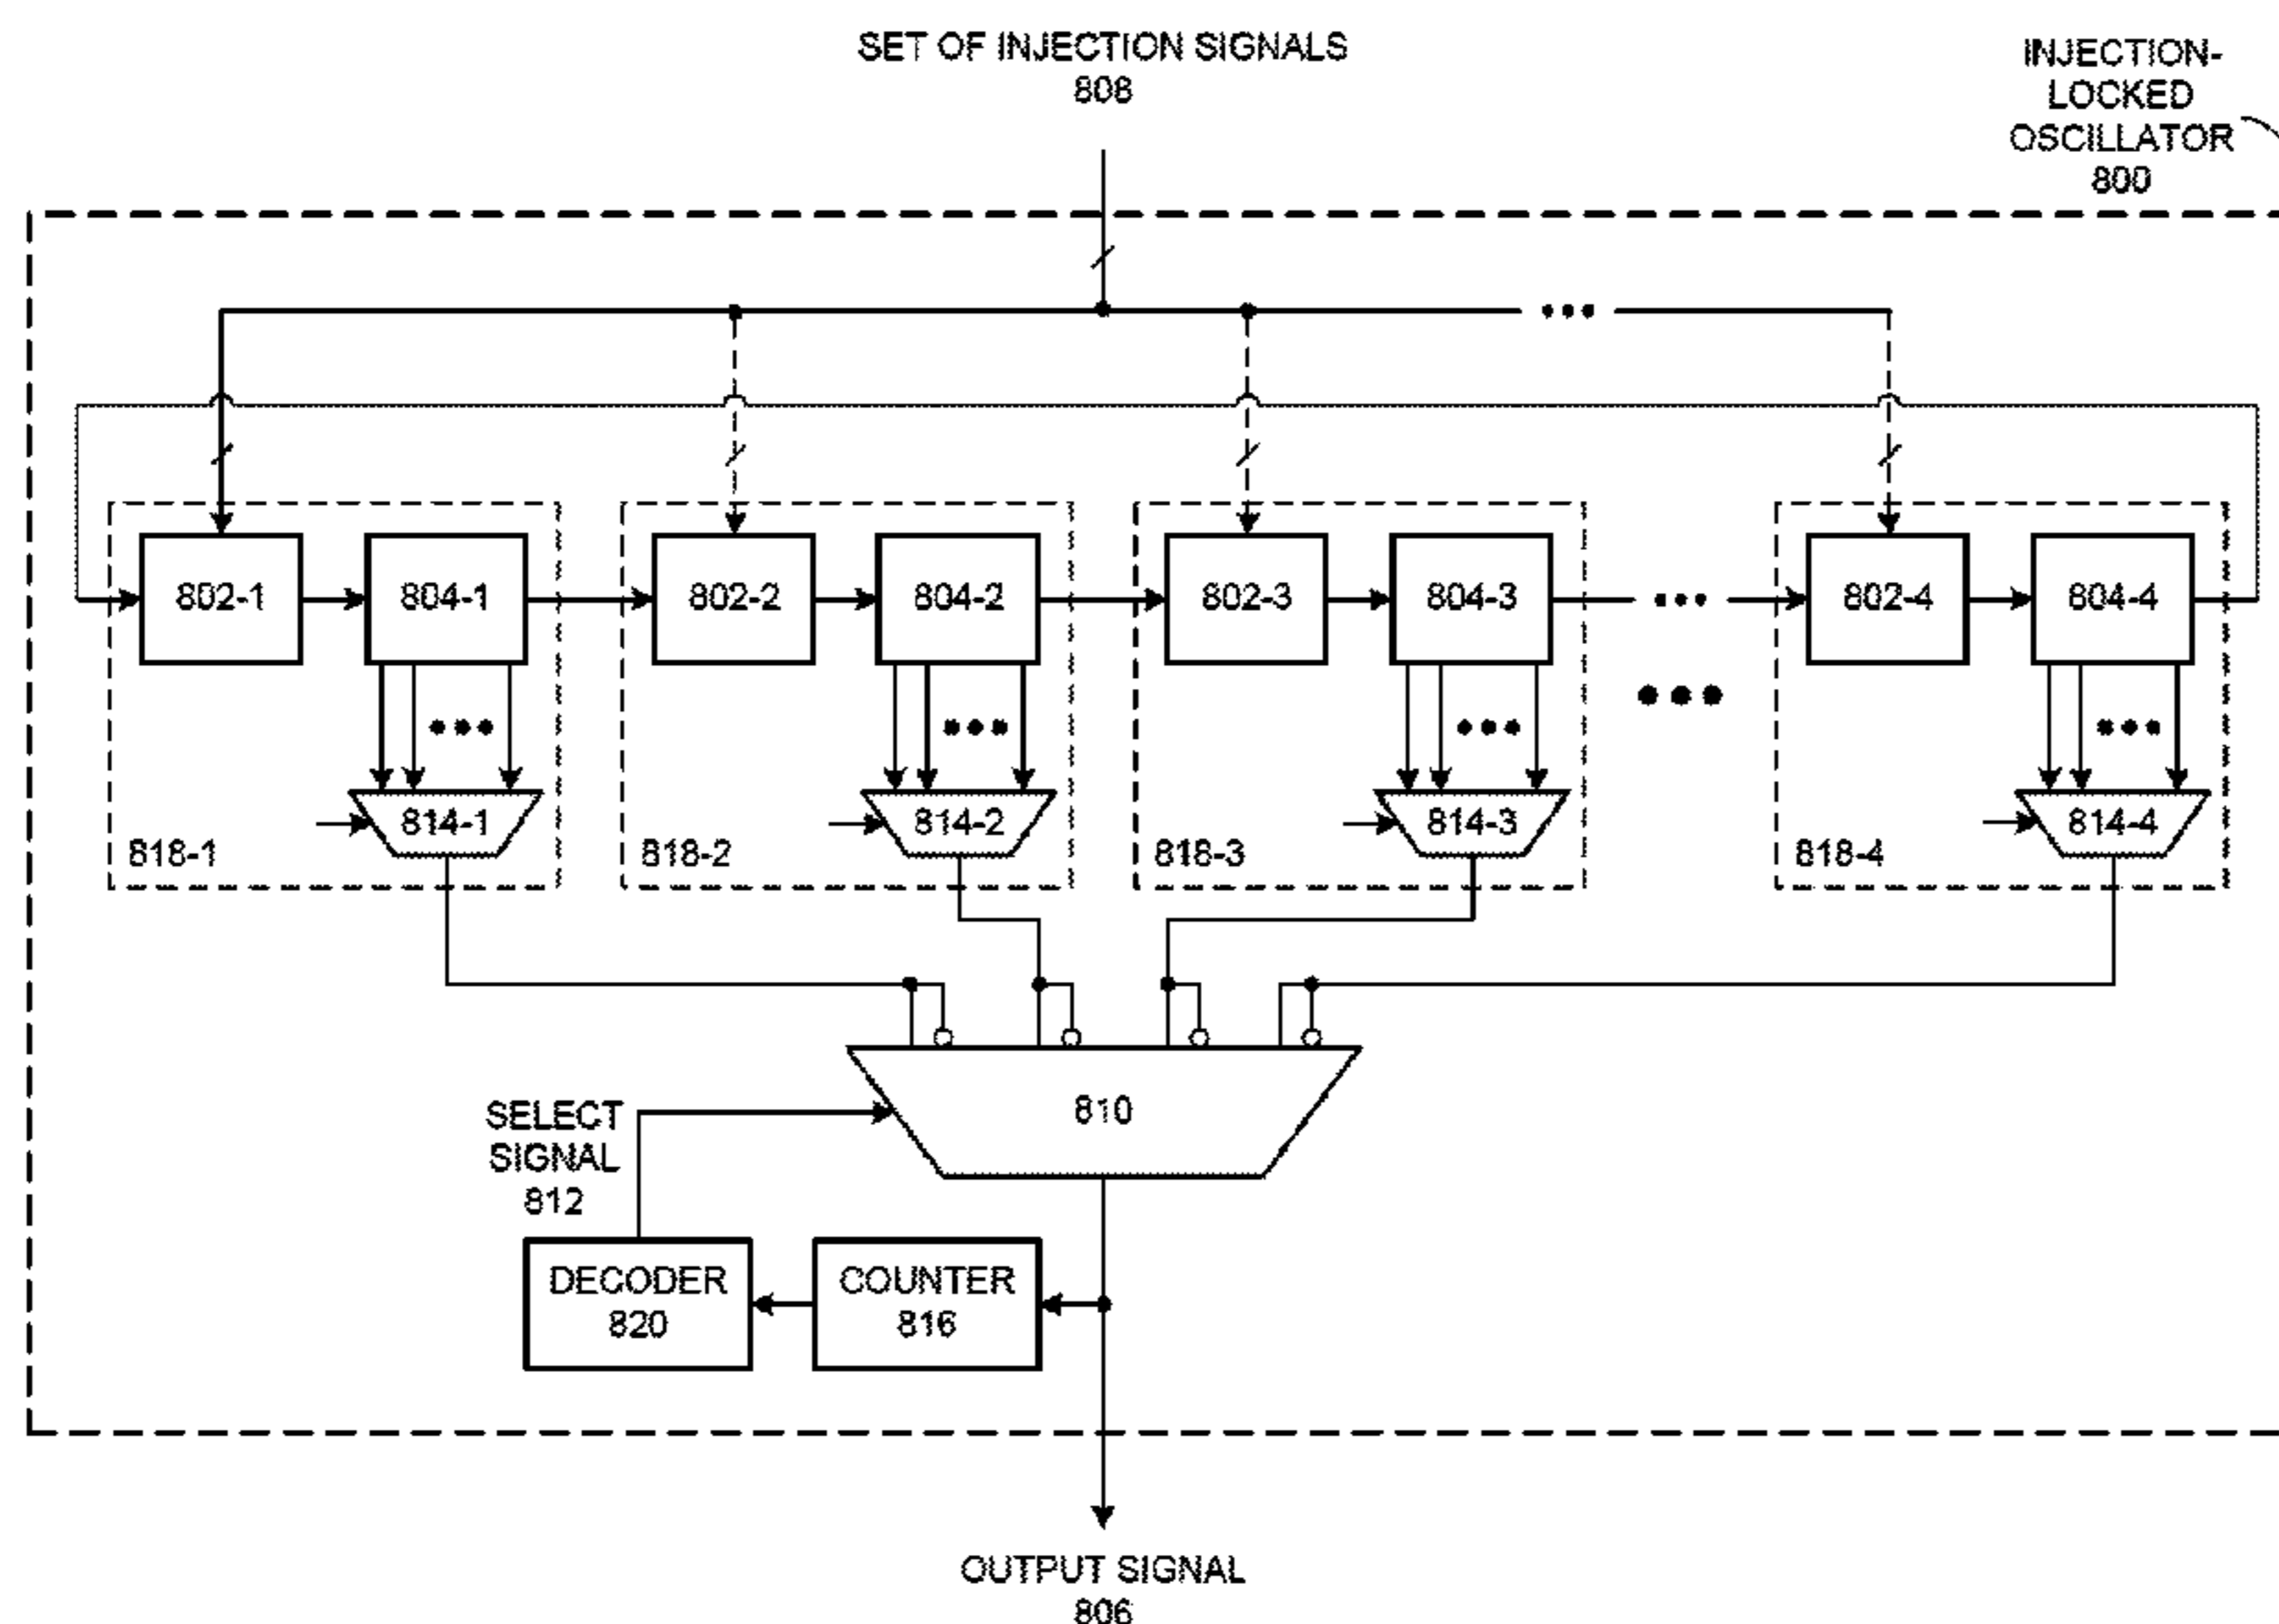 SET OF INJECTION SIGNALS
808
INJECTION-
LOCKED
OSCILLATOR
800
802-1
804-1
802-2
804-2
802-3
804-3
802-4
804-4
814-1
814-2
814-3
814-4
818-1
818-2
818-3
818-4
810
SELECT
SIGNAL
812
DECODER
820
COUNTER
816
OUTPUT SIGNAL
806